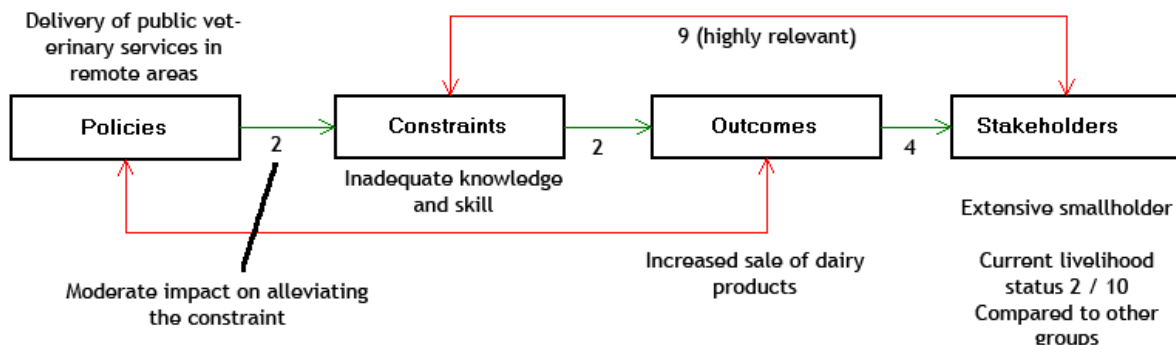 Delivery of public vet-
erinary services in
remote areas
9 (highly relevant)
Policies
2
Constraints
2
Outcomes
4
Stakeholders
Inadequate knowledge
and skill
Extensive smallholder
Moderate impact on alleviating
the constraint
Increased sale of dairy
products
Current livelihood
status 2 / 10
Compared to other
groups